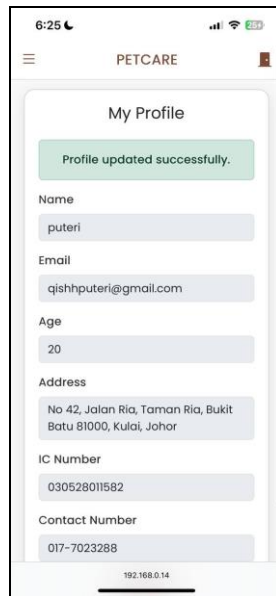 6:25
PETCARE
My Profile
Profile updated successfully.
Name
puteri
Email
qishhputeri@gmail.com
Age
20
Address
No 42, Jalan Ria, Taman Ria, Bukit
Batu 81000, Kulai, Johor
IC Number
030528011582
Contact Number
017-7023288
192.168.0.14